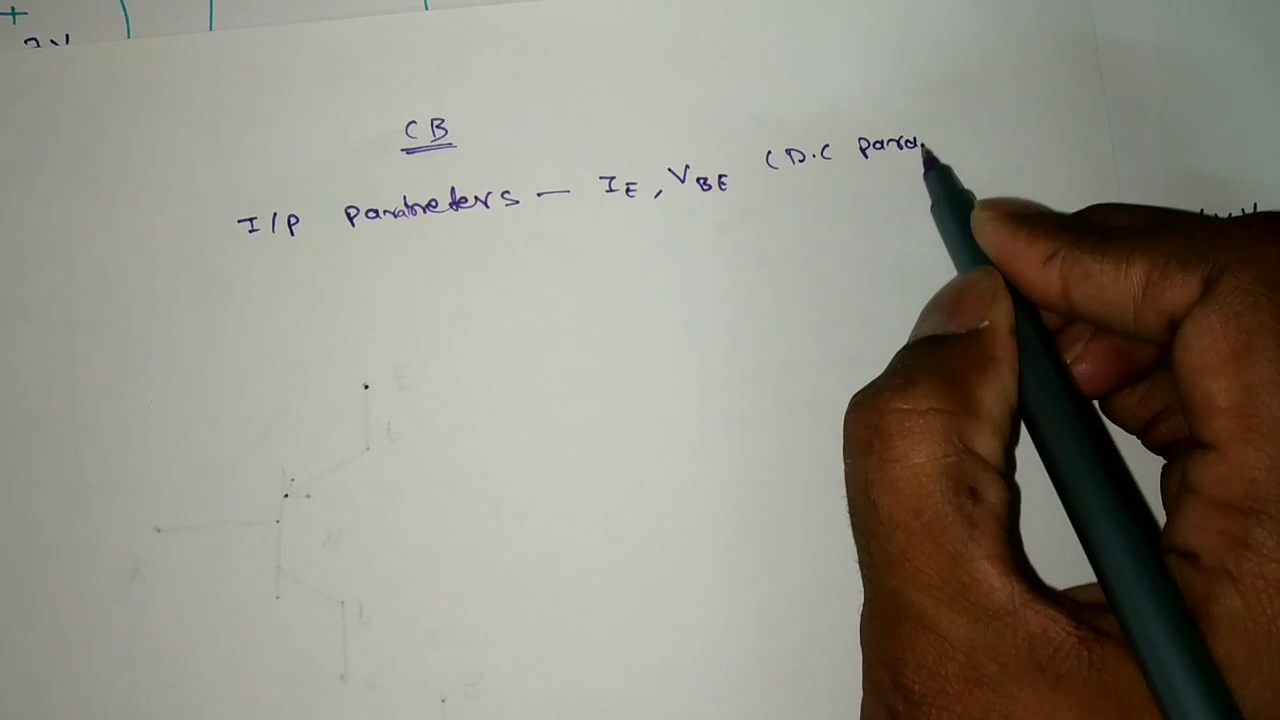 CB
I/P parameters — IE, VBE (D.C para